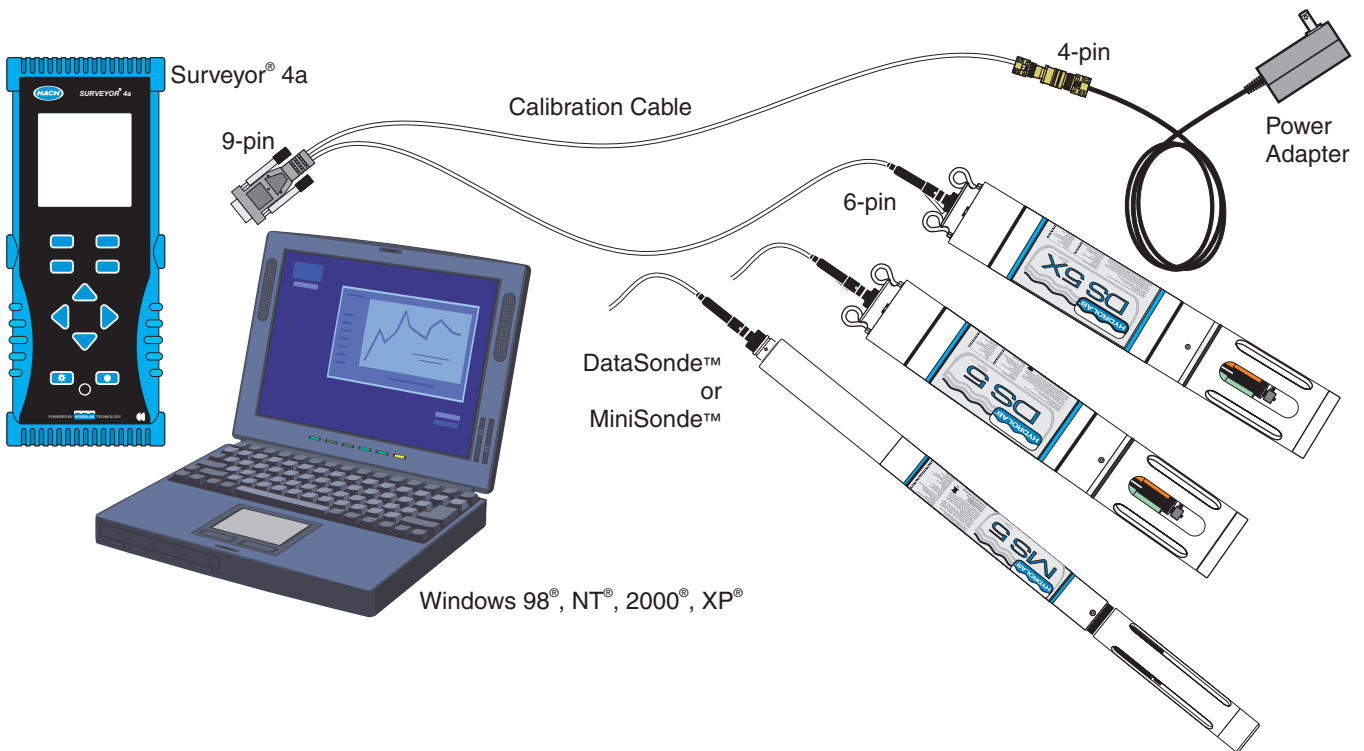 Surveyor® 4a
HACH SURVEYOR® 4a
POWERED BY HYDROLAB TECHNOLOGY
9-pin
Calibration Cable
4-pin
Power
Adapter
6-pin
HYDROLAB
DS 5X
HYDROLAB
DS 5
HYDROLAB
MS 5
DataSonde™
or
MiniSonde™
Windows 98®, NT®, 2000®, XP®